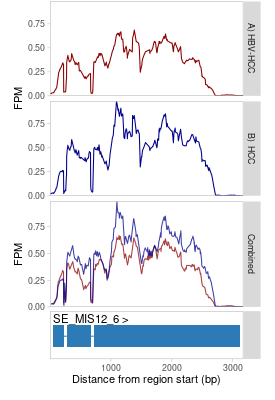 FPM
0.75
0.50
0.25
0.00
A) HBV-HCC
FPM
0.75
0.50
0.25
0.00
B) HCC
FPM
0.75
0.50
0.25
0.00
Combined
SE_MIS12_6 >
0
1000
2000
3000
Distance from region start (bp)